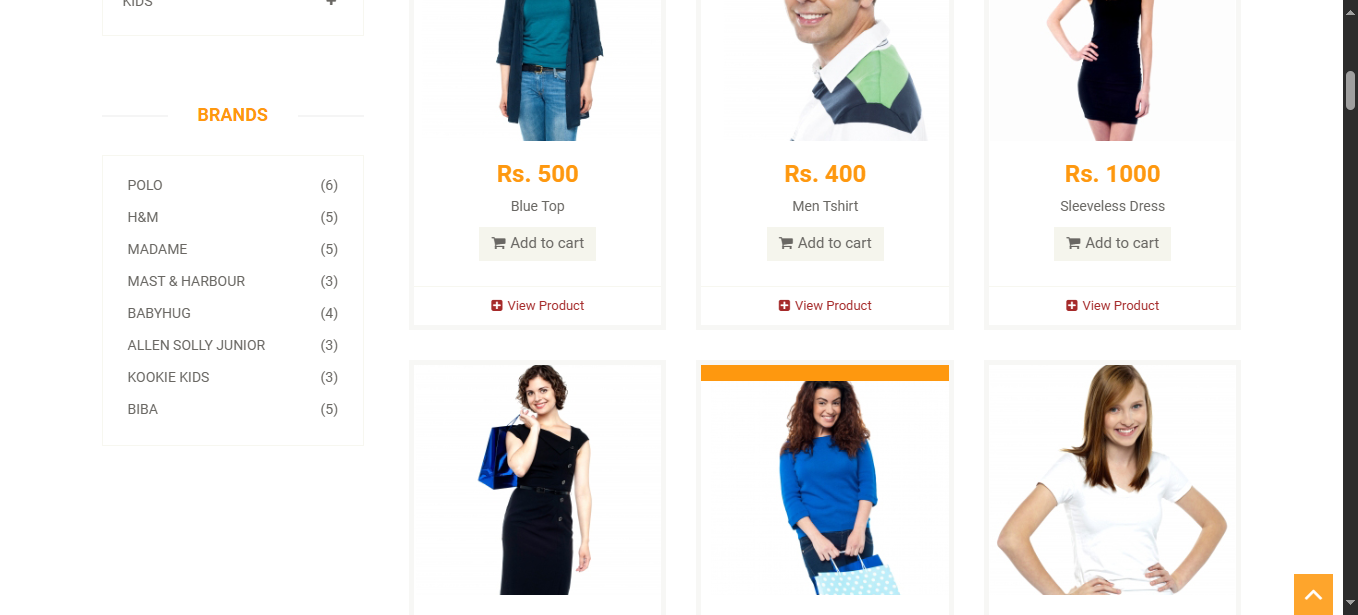 KIDS
BRANDS
POLO (6)
H&M (5)
MADAME (5)
MAST & HARBOUR (3)
BABYHUG (4)
ALLEN SOLLY JUNIOR (3)
KOOKIE KIDS (3)
BIBA (5)
Rs. 500
Blue Top
Add to cart
View Product
Rs. 400
Men Tshirt
Add to cart
View Product
Rs. 1000
Sleeveless Dress
Add to cart
View Product